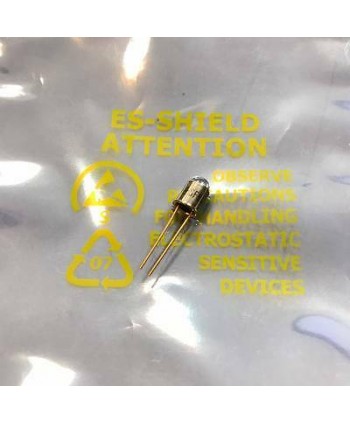 ES-SHIELD
ATTENTION
OBSERVE
PRECAUTIONS
FOR HANDLING
ELECTROSTATIC
SENSITIVE
DEVICES
S
07